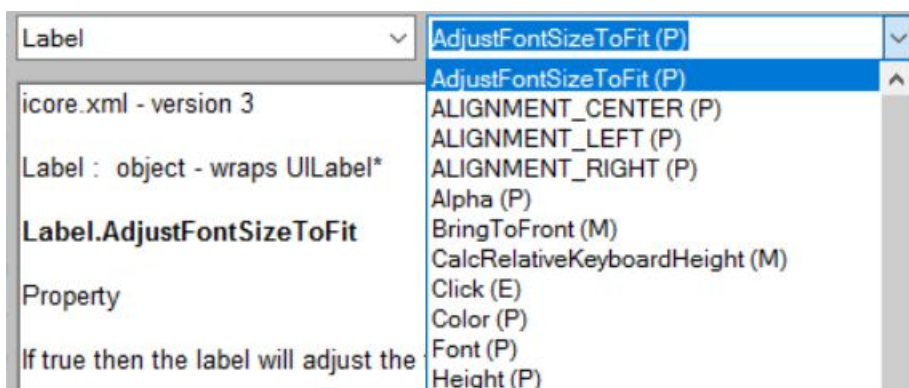 Label
AdjustFontSizeToFit (P)
AdjustFontSizeToFit (P)
ALIGNMENT_CENTER (P)
ALIGNMENT_LEFT (P)
ALIGNMENT_RIGHT (P)
Alpha (P)
BringToFront (M)
CalcRelativeKeyboardHeight (M)
Click (E)
Color (P)
Font (P)
Height (P)
icore.xml - version 3
Label : object - wraps UILabel*
Label.AdjustFontSizeToFit
Property
If true then the label will adjust the